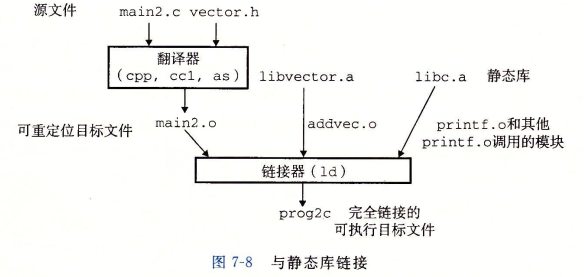 源文件 main2.c vector.h
翻译器
(cpp, cc1, as)
libvector.a
libc.a 静态库
可重定位目标文件
main2.o
addvec.o
printf.o和其他
printf.o调用的模块
链接器(ld)
prog2c 完全链接的
可执行目标文件
图 7-8 与静态库链接